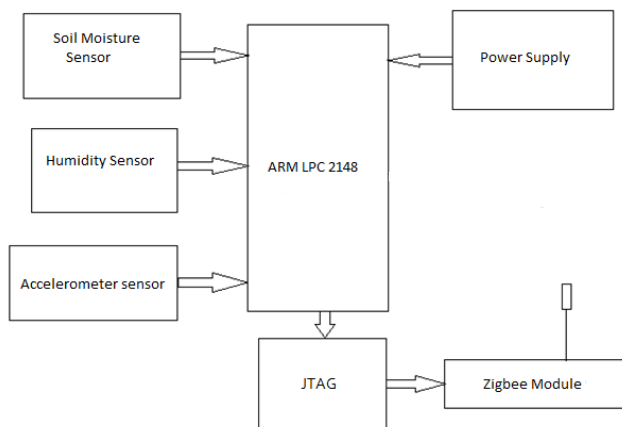 Soil Moisture
Sensor
Power Supply
Humidity Sensor
ARM LPC 2148
Accelerometer sensor
JTAG
Zigbee Module